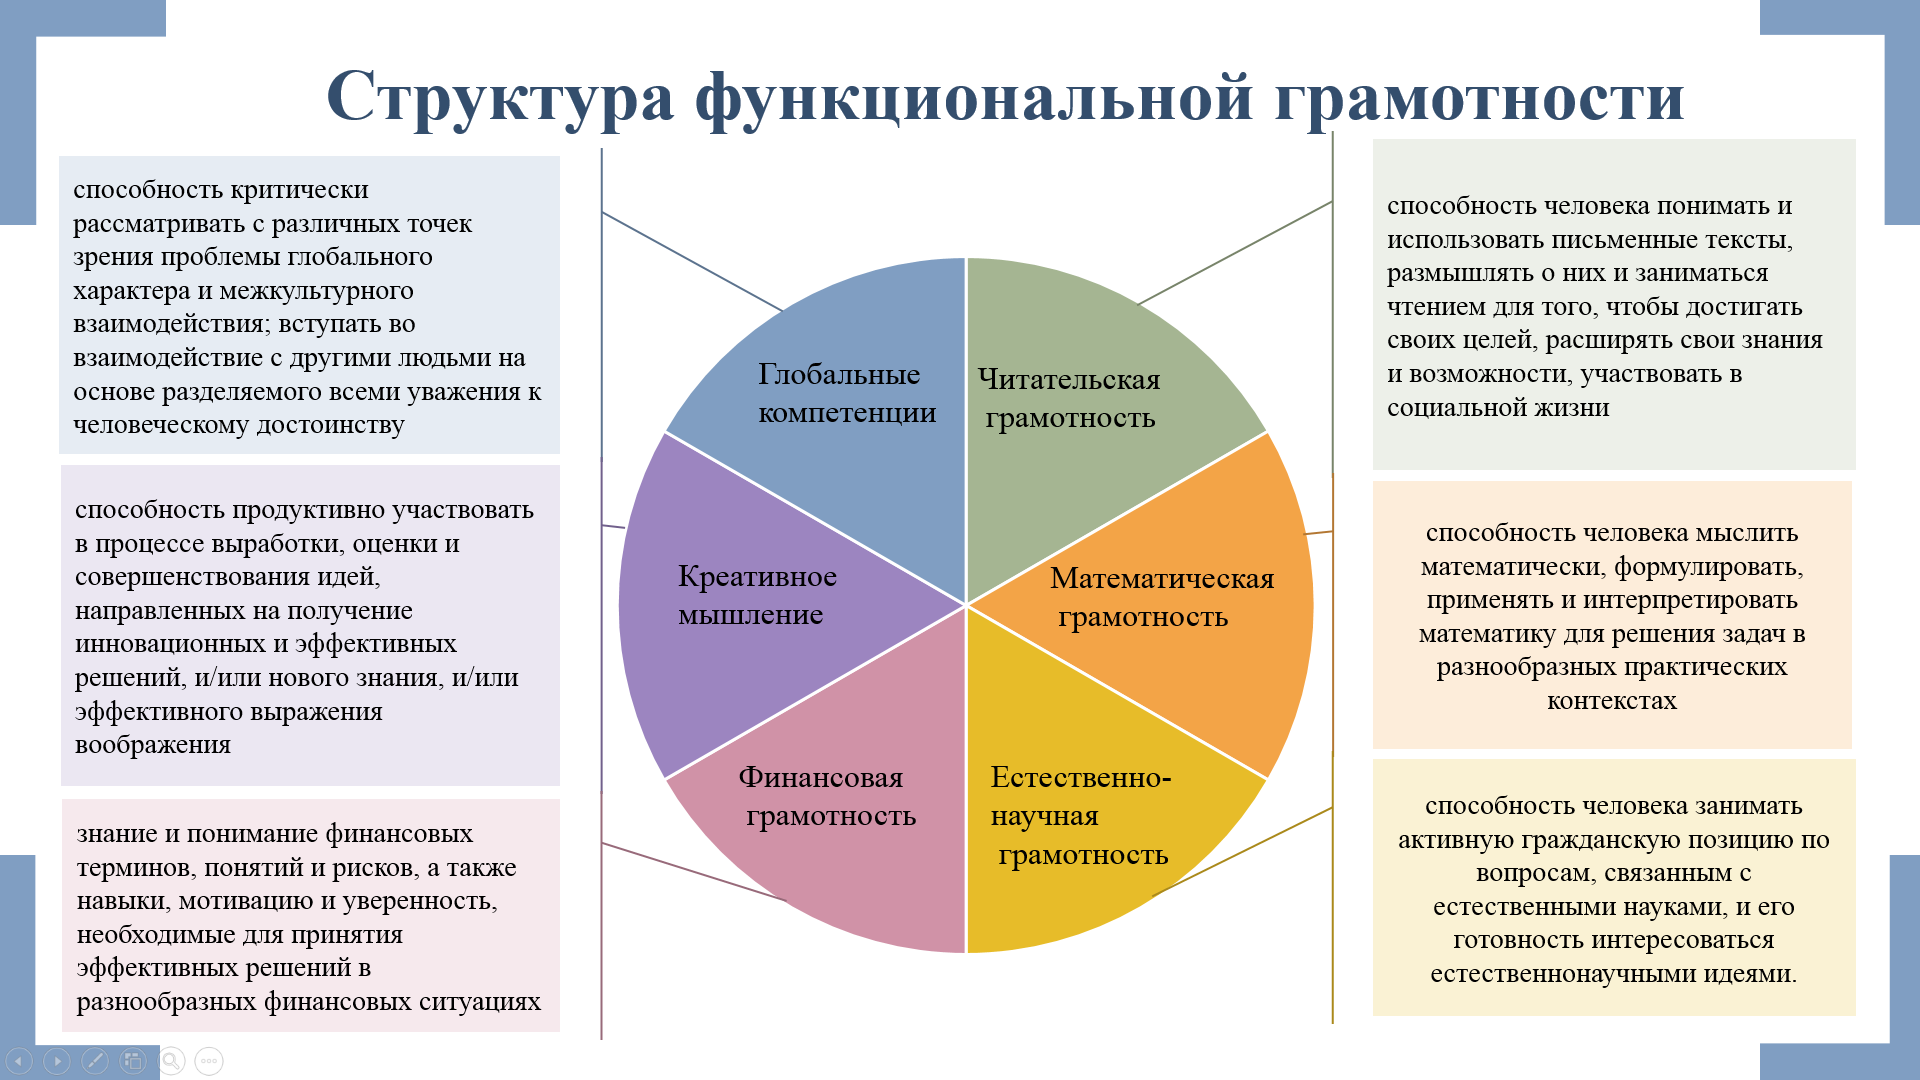 Структура функциональной грамотности
способность критически
рассматривать с различных точек
зрения проблемы глобального
характера и межкультурного
взаимодействия; вступать во
взаимодействие с другими людьми на
основе разделяемого всеми уважения к
человеческому достоинству
способность продуктивно участвовать
в процессе выработки, оценки и
совершенствования идей,
направленных на получение
инновационных и эффективных
решений, и/или нового знания, и/или
эффективного выражения
воображения
знание и понимание финансовых
терминов, понятий и рисков, а также
навыки, мотивацию и уверенность,
необходимые для принятия
эффективных решений в
разнообразных финансовых ситуациях
Глобальные
компетенции
Читательская
грамотность
Креативное
мышление
Математическая
грамотность
Финансовая
грамотность
Естественно-
научная
грамотность
способность человека понимать и
использовать письменные тексты,
размышлять о них и заниматься
чтением для того, чтобы достигать
своих целей, расширять свои знания
и возможности, участвовать в
социальной жизни
способность человека мыслить
математически, формулировать,
применять и интерпретировать
математику для решения задач в
разнообразных практических
контекстах
способность человека занимать
активную гражданскую позицию по
вопросам, связанным с
естественными науками, и его
готовность интересоваться
естественнонаучными идеями.